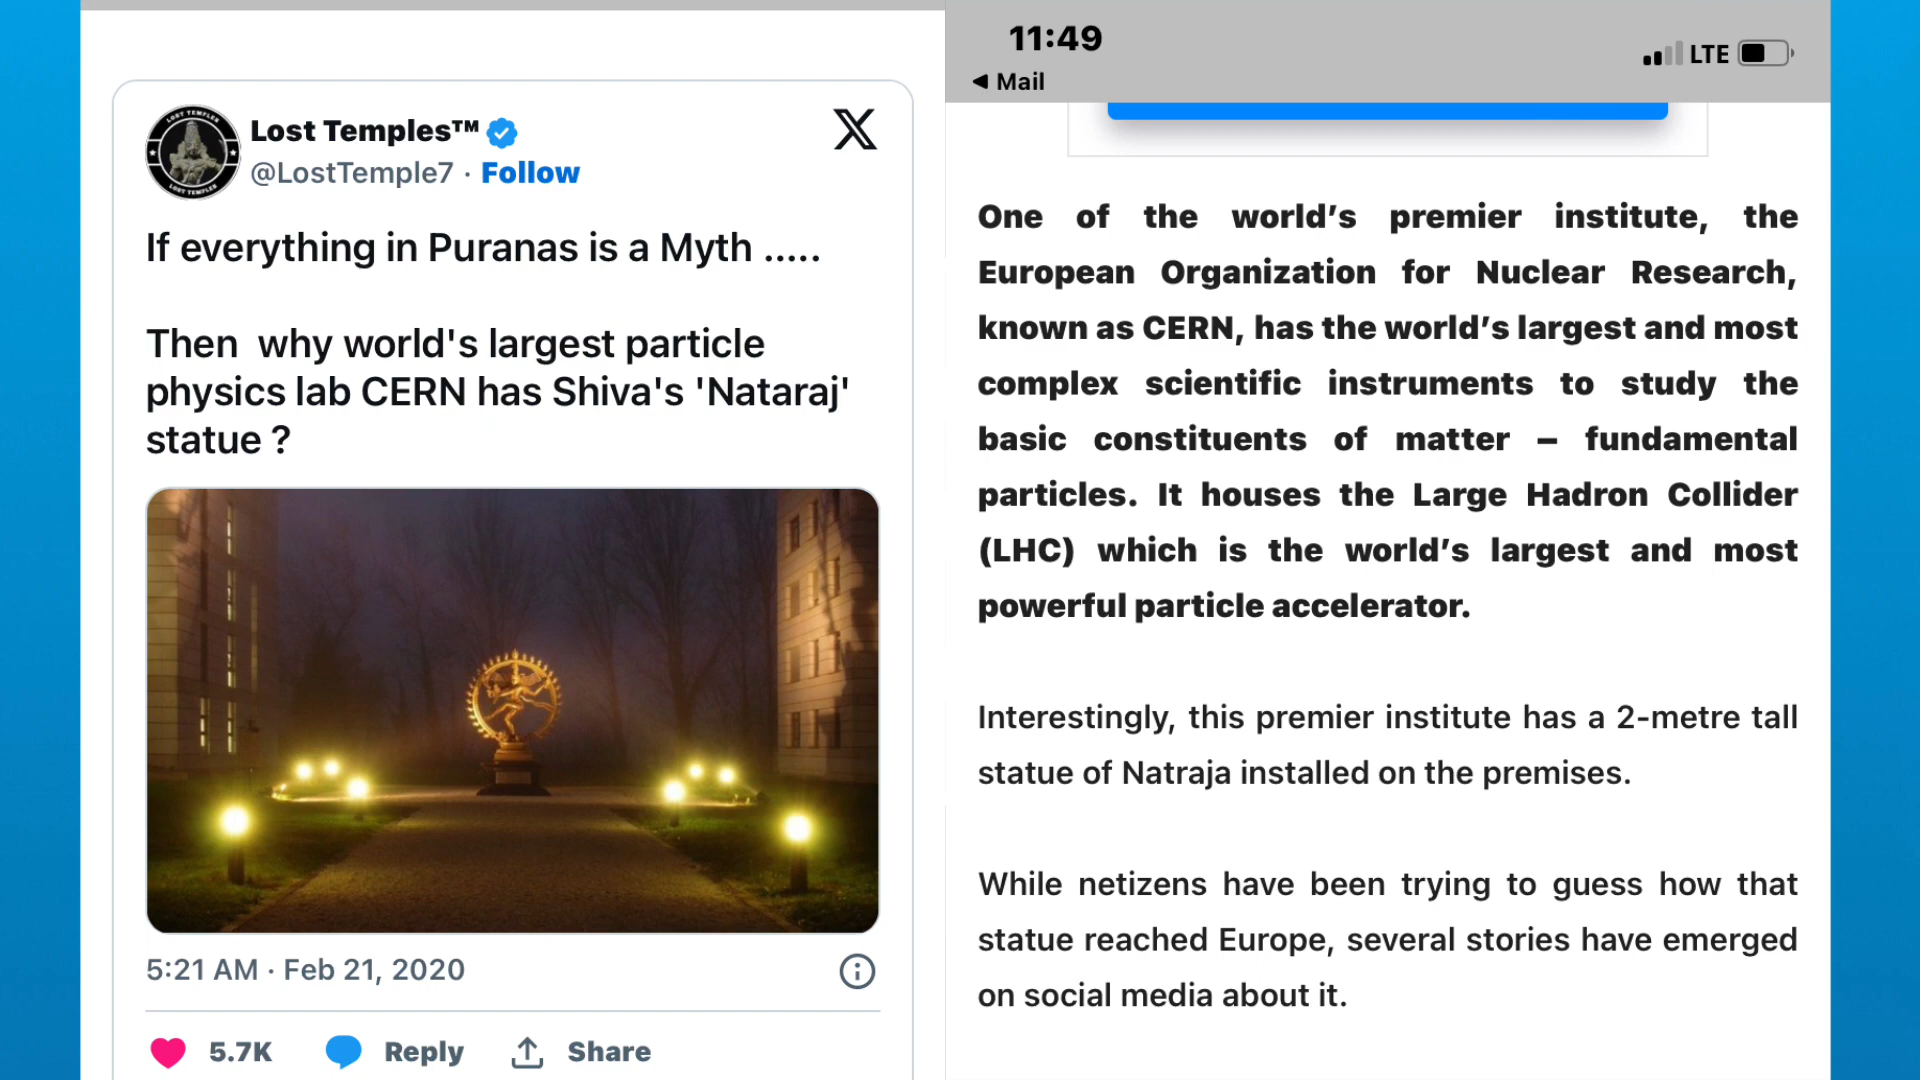 Lost Temples™
@LostTemple7 · Follow
If everything in Puranas is a Myth .....
Then  why world's largest particle
physics lab CERN has Shiva's 'Nataraj'
statue ?
5:21 AM · Feb 21, 2020
5.7K Reply Share
11:49
LTE
◀ Mail
One of the world’s premier institute, the
European Organization for Nuclear Research,
known as CERN, has the world’s largest and most
complex scientific instruments to study the
basic constituents of matter – fundamental
particles. It houses the Large Hadron Collider
(LHC) which is the world’s largest and most
powerful particle accelerator.
Interestingly, this premier institute has a 2-metre tall
statue of Natraja installed on the premises.
While netizens have been trying to guess how that
statue reached Europe, several stories have emerged
on social media about it.
LOST TEMPLES
LOST TEMPLES